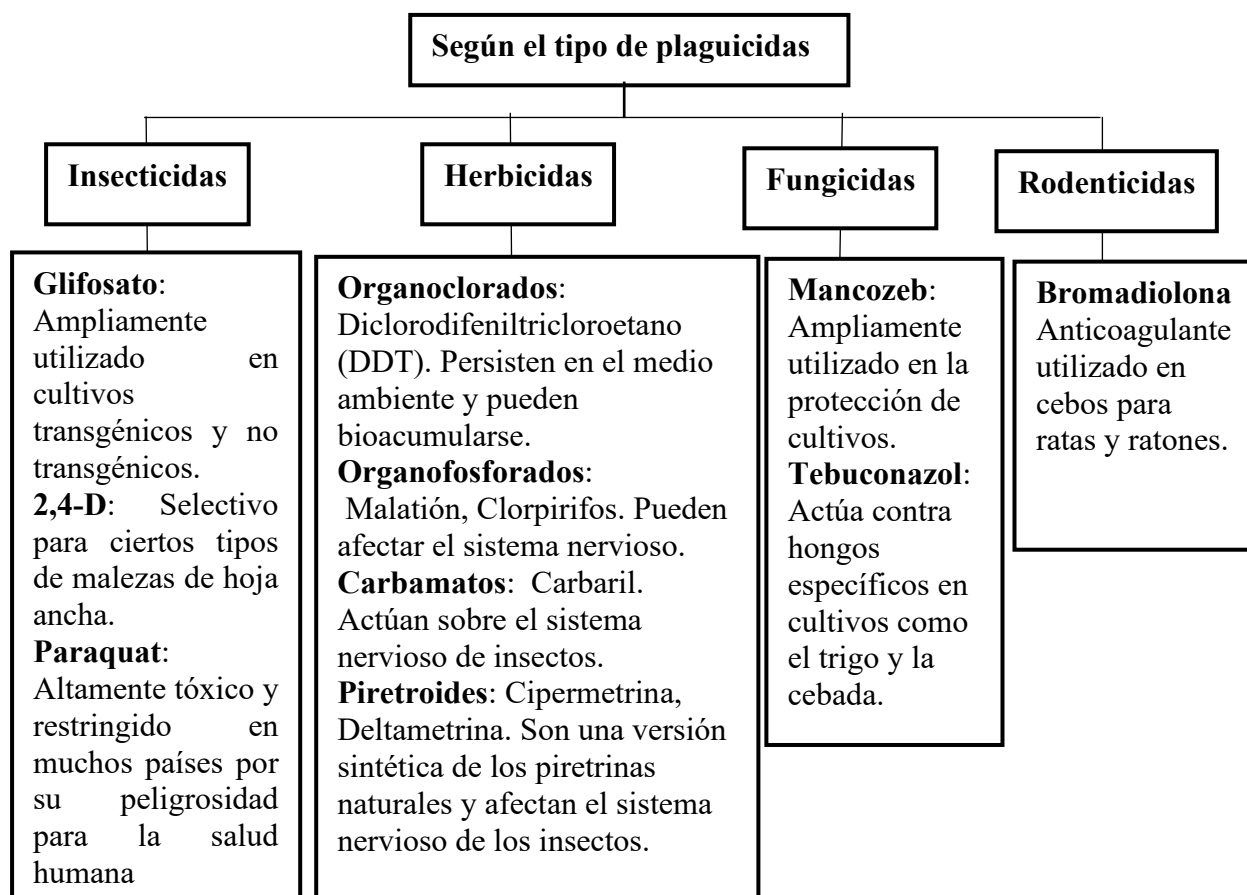 Según el tipo de plaguicidas
Insecticidas
Herbicidas
Fungicidas
Rodenticidas
Glifosato:
Ampliamente
utilizado en
cultivos
transgénicos y no
transgénicos.
2,4-D: Selectivo
para ciertos tipos
de malezas de hoja
ancha.
Paraquat:
Altamente tóxico y
restringido en
muchos países por
su peligrosidad
para la salud
humana
Organoclorados:
Diclorodifeniltricloroetano
(DDT). Persisten en el medio
ambiente y pueden
bioacumularse.
Organofosforados:
Malatión, Clorpirifos. Pueden
afectar el sistema nervioso.
Carbamatos: Carbaril.
Actúan sobre el sistema
nervioso de insectos.
Piretroides: Cipermetrina,
Deltametrina. Son una versión
sintética de los piretrinas
naturales y afectan el sistema
nervioso de los insectos.
Mancozeb:
Ampliamente
utilizado en la
protección de
cultivos.
Tebuconazol:
Actúa contra
hongos
específicos en
cultivos como
el trigo y la
cebada.
Bromadiolona
Anticoagulante
utilizado en
cebos para
ratas y ratones.